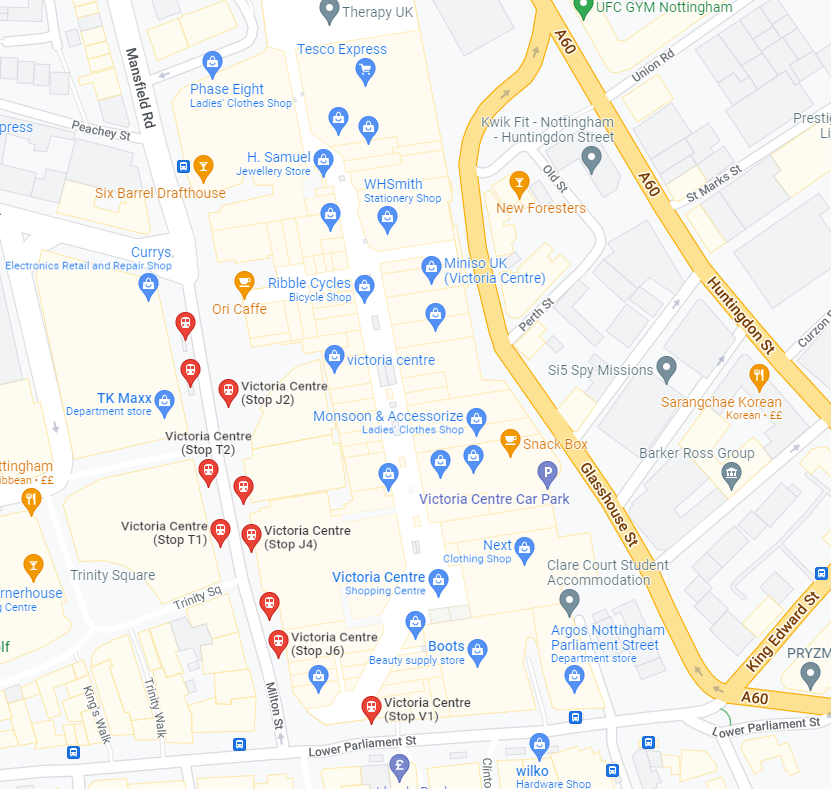 UFC GYM Nottingham
Therapy UK
A60
Tesco Express
Mansfield Rd
Union Rd
Phase Eight
Ladies' Clothes Shop
Kwik Fit - Nottingham
- Huntingdon Street
Peachey St
press
H. Samuel
Jewellery Store
Old St
A60
St Marks St
WHSmith
Stationery Shop
Six Barrel Drafthouse
New Foresters
Currys.
Electronics Retail and Repair Shop
Miniso UK
(Victoria Centre)
Ribble Cycles
Bicycle Shop
Ori Caffe
Huntingdon St
Perth St
victoria centre
Si5 Spy Missions
Victoria Centre
(Stop J2)
TK Maxx
Department store
Sarangchae Korean
Korean • ££
Monsoon & Accessorize
Ladies' Clothes Shop
Victoria Centre
(Stop T2)
Snack Box
Barker Ross Group
ttingham
ibbean • ££
Victoria Centre Car Park
Glasshouse St
Victoria Centre
(Stop T1)
Victoria Centre
(Stop J4)
Next
Clothing Shop
Trinity Square
Victoria Centre
Shopping Centre
Clare Court Student
Accommodation
rnerhouse
g Centre
Trinity Sq
King Edward St
Argos Nottingham
Parliament Street
Department store
Victoria Centre
(Stop J6)
Boots
Beauty supply store
lf
PRYZM
King's Walk
Trinity Walk
Milton St
Victoria Centre
(Stop V1)
A60
Lower Parliament St
Lower Parliament St
wilko
Hardware Shop